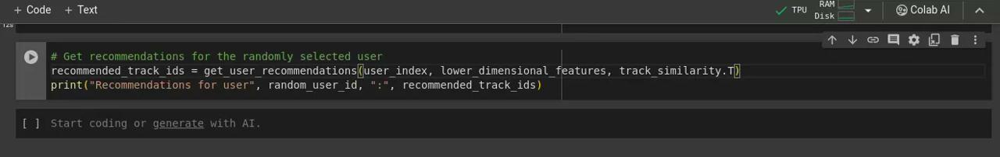 + Code + Text
TPU
RAM
Disk
Colab AI
12s
# Get recommendations for the randomly selected user
recommended_track_ids = get_user_recommendations(user_index, lower_dimensional_features, track_similarity.T)
print("Recommendations for user", random_user_id, ":", recommended_track_ids)
[ ] Start coding or generate with AI.